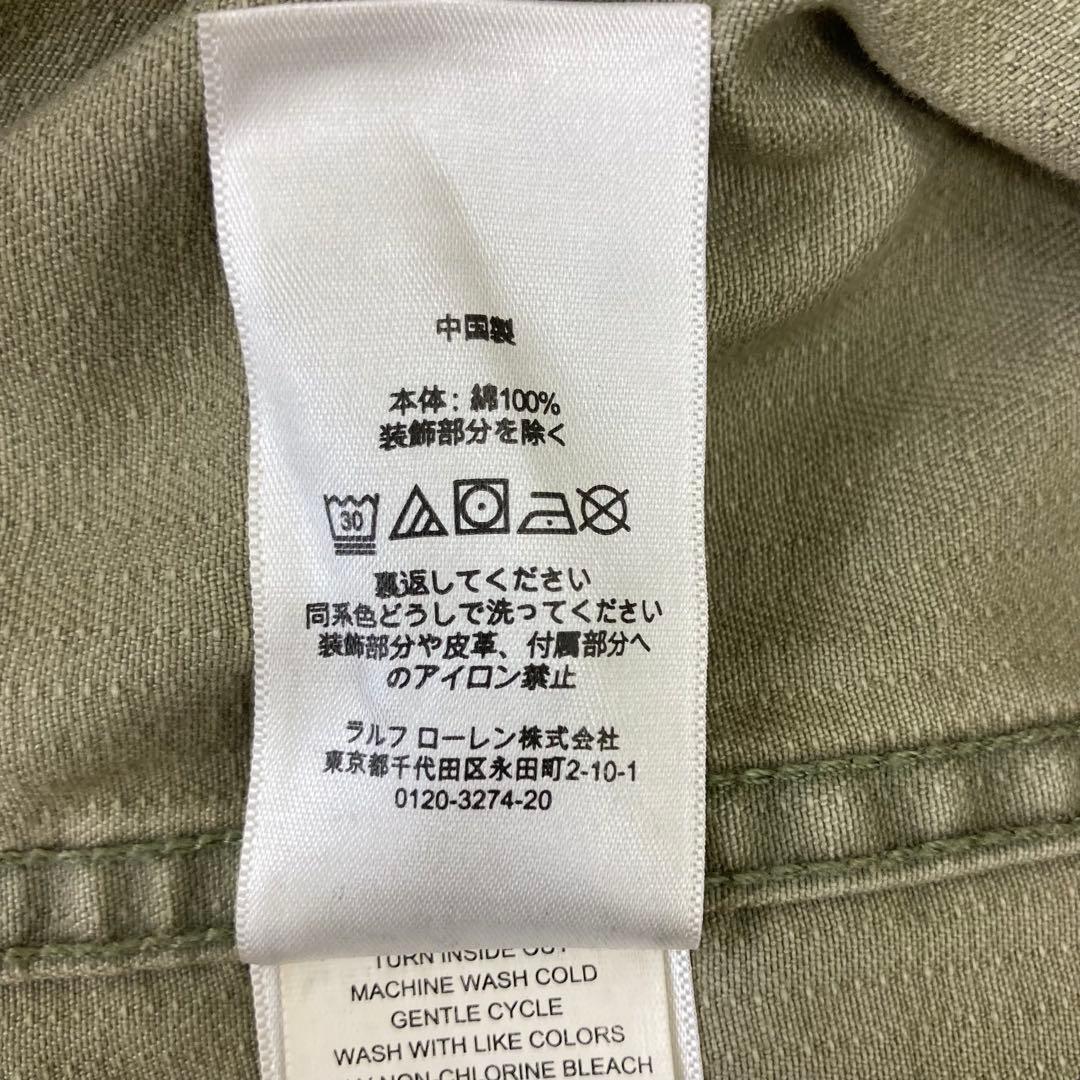 中国製
本体: 綿100%
装飾部分を除く
30
裏返してください
同系色どうしで洗ってください
装飾部分や皮革、付属部分へ
のアイロン禁止
ラルフ ローレン株式会社
東京都千代田区永田町2-10-1
0120-3274-20
TURN INSIDE OUT
MACHINE WASH COLD
GENTLE CYCLE
WASH WITH LIKE COLORS
NON-CHLORINE BLEACH